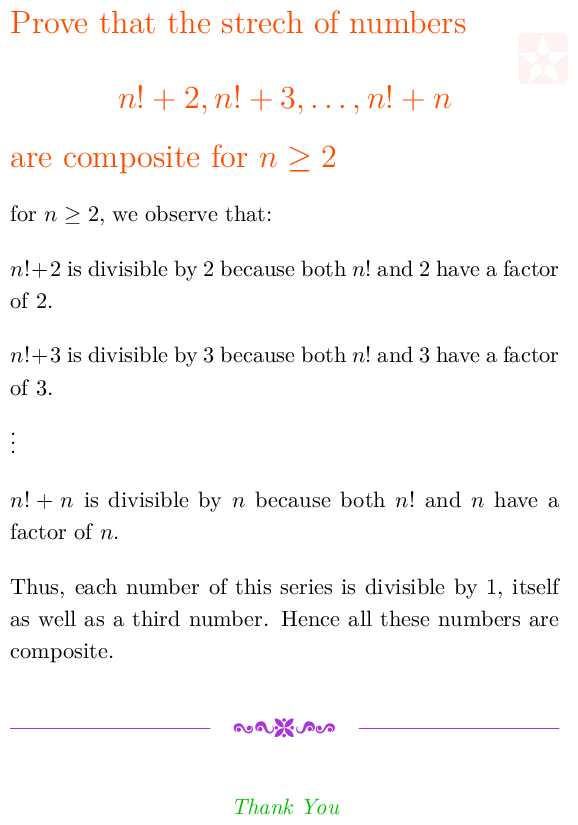 Prove that the strech of numbers
n! + 2, n! + 3, . . . , n! + n
are composite for n ≥ 2
for n ≥ 2, we observe that:
n!+2 is divisible by 2 because both n! and 2 have a factor
of 2.
n!+3 is divisible by 3 because both n! and 3 have a factor
of 3.
⋮
n! + n is divisible by n because both n! and n have a
factor of n.
Thus, each number of this series is divisible by 1, itself
as well as a third number. Hence all these numbers are
composite.
Thank You